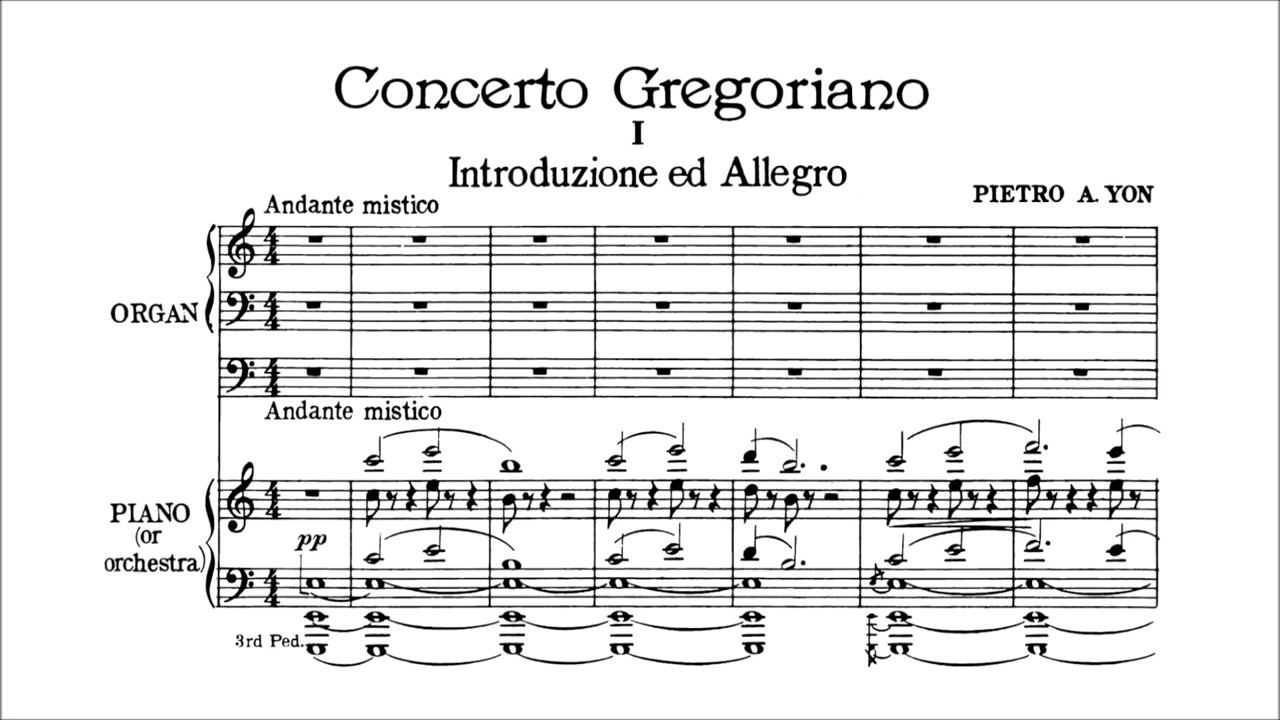 Concerto Gregoriano
I
Introduzione ed Allegro
PIETRO A. YON
Andante mistico
ORGAN
Andante mistico
PIANO
(or
orchestra)
pp
3rd Ped.